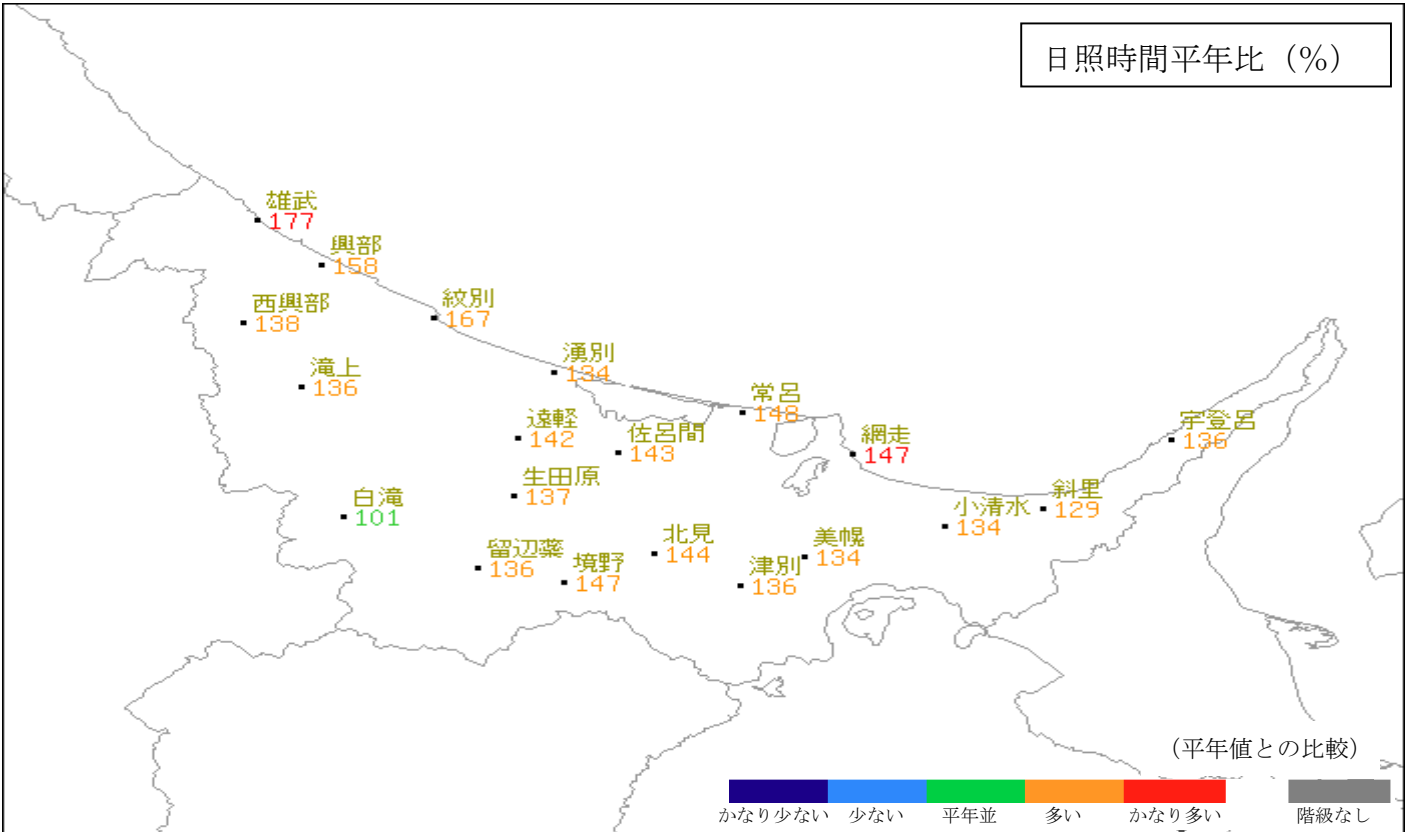 日照時間平年比（%）
雄武
177
興部
158
西興部
138
紋別
167
滝上
136
湧別
134
常呂
148
遠軽
142
佐呂間
143
網走
147
宇登呂
136
生田原
137
白滝
101
斜里
129
小清水
134
北見
144
美幌
134
留辺蘂
136
境野
147
津別
136
（平年値との比較）
かなり少ない 少ない 平年並 多い かなり多い 階級なし